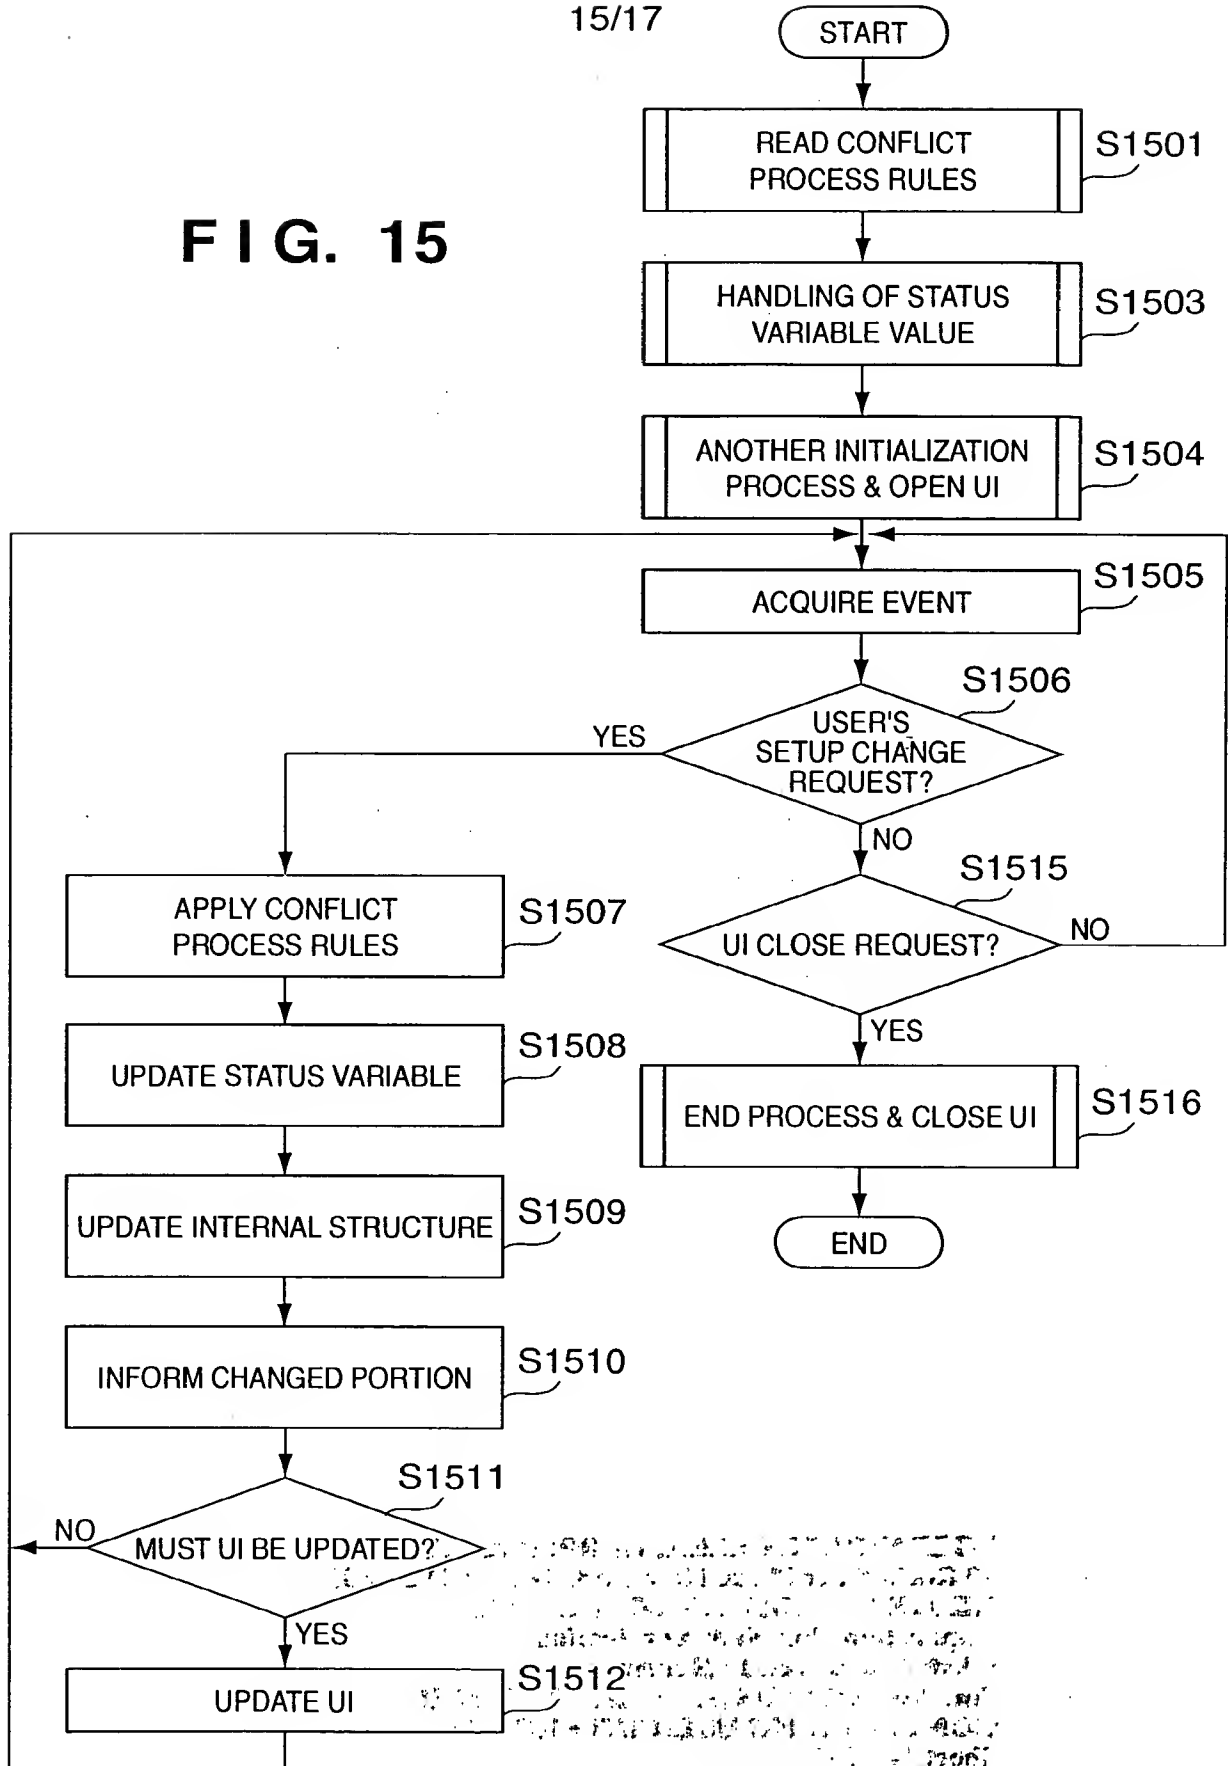 15/17
START
READ CONFLICT
PROCESS RULES
S1501
FIG. 15
HANDLING OF STATUS
VARIABLE VALUE
S1503
ANOTHER INITIALIZATION
PROCESS & OPEN UI
S1504
ACQUIRE EVENT
S1505
S1506
USER'S
SETUP CHANGE
REQUEST?
YES
NO
S1515
UI CLOSE REQUEST?
NO
YES
END PROCESS & CLOSE UI
S1516
END
APPLY CONFLICT
PROCESS RULES
S1507
UPDATE STATUS VARIABLE
S1508
UPDATE INTERNAL STRUCTURE
S1509
INFORM CHANGED PORTION
S1510
S1511
MUST UI BE UPDATED?
NO
YES
UPDATE UI
S1512